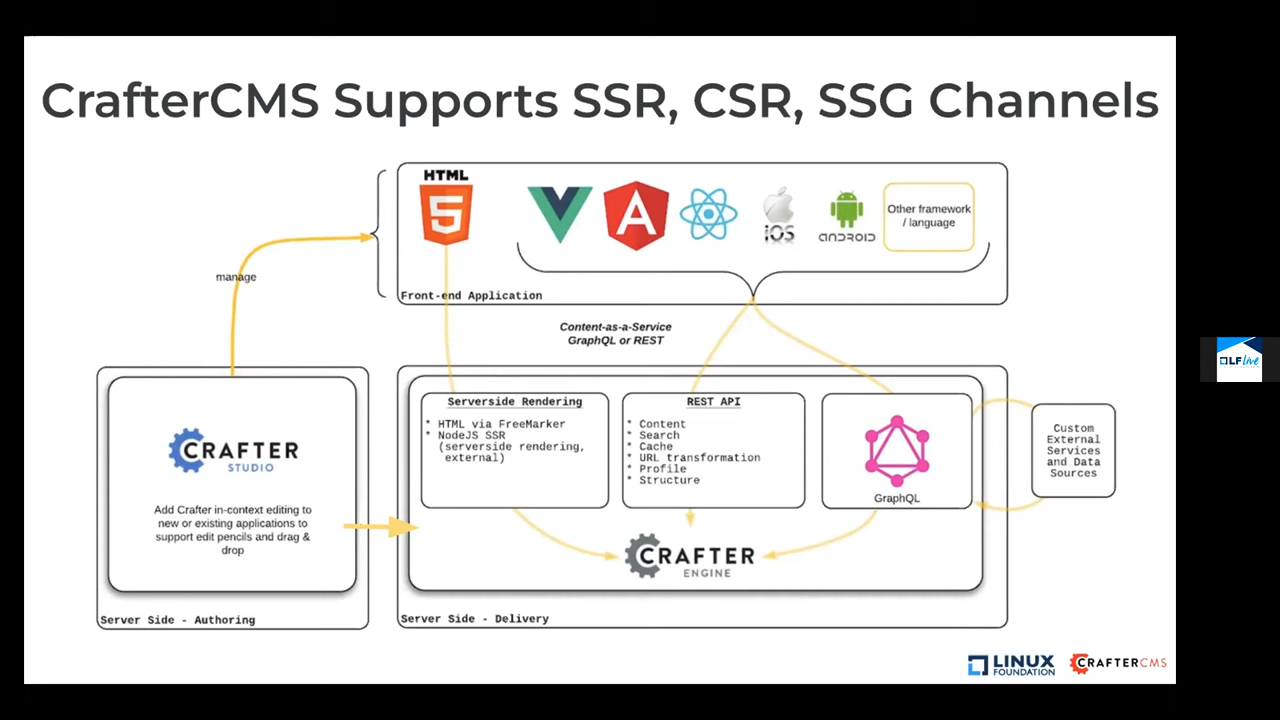 CrafterCMS Supports SSR, CSR, SSG Channels
HTML
5
A
iOS
ANDROID
Other framework
/ language
Front-end Application
manage
Content-as-a-Service
GraphQL or REST
CRAFTER
STUDIO
Add Crafter in-context editing to
new or existing applications to
support edit pencils and drag &
drop
Server Side - Authoring
Serverside Rendering
* HTML via FreeMarker
* NodeJS SSR
(serverside rendering,
external)
REST API
* Content
* Search
* Cache
* URL transformation
* Profile
* Structure
GraphQL
Custom
External
Services
and Data
Sources
CRAFTER
ENGINE
Server Side - Delivery
LF Live
LINUX
FOUNDATION
CRAFTERCMS